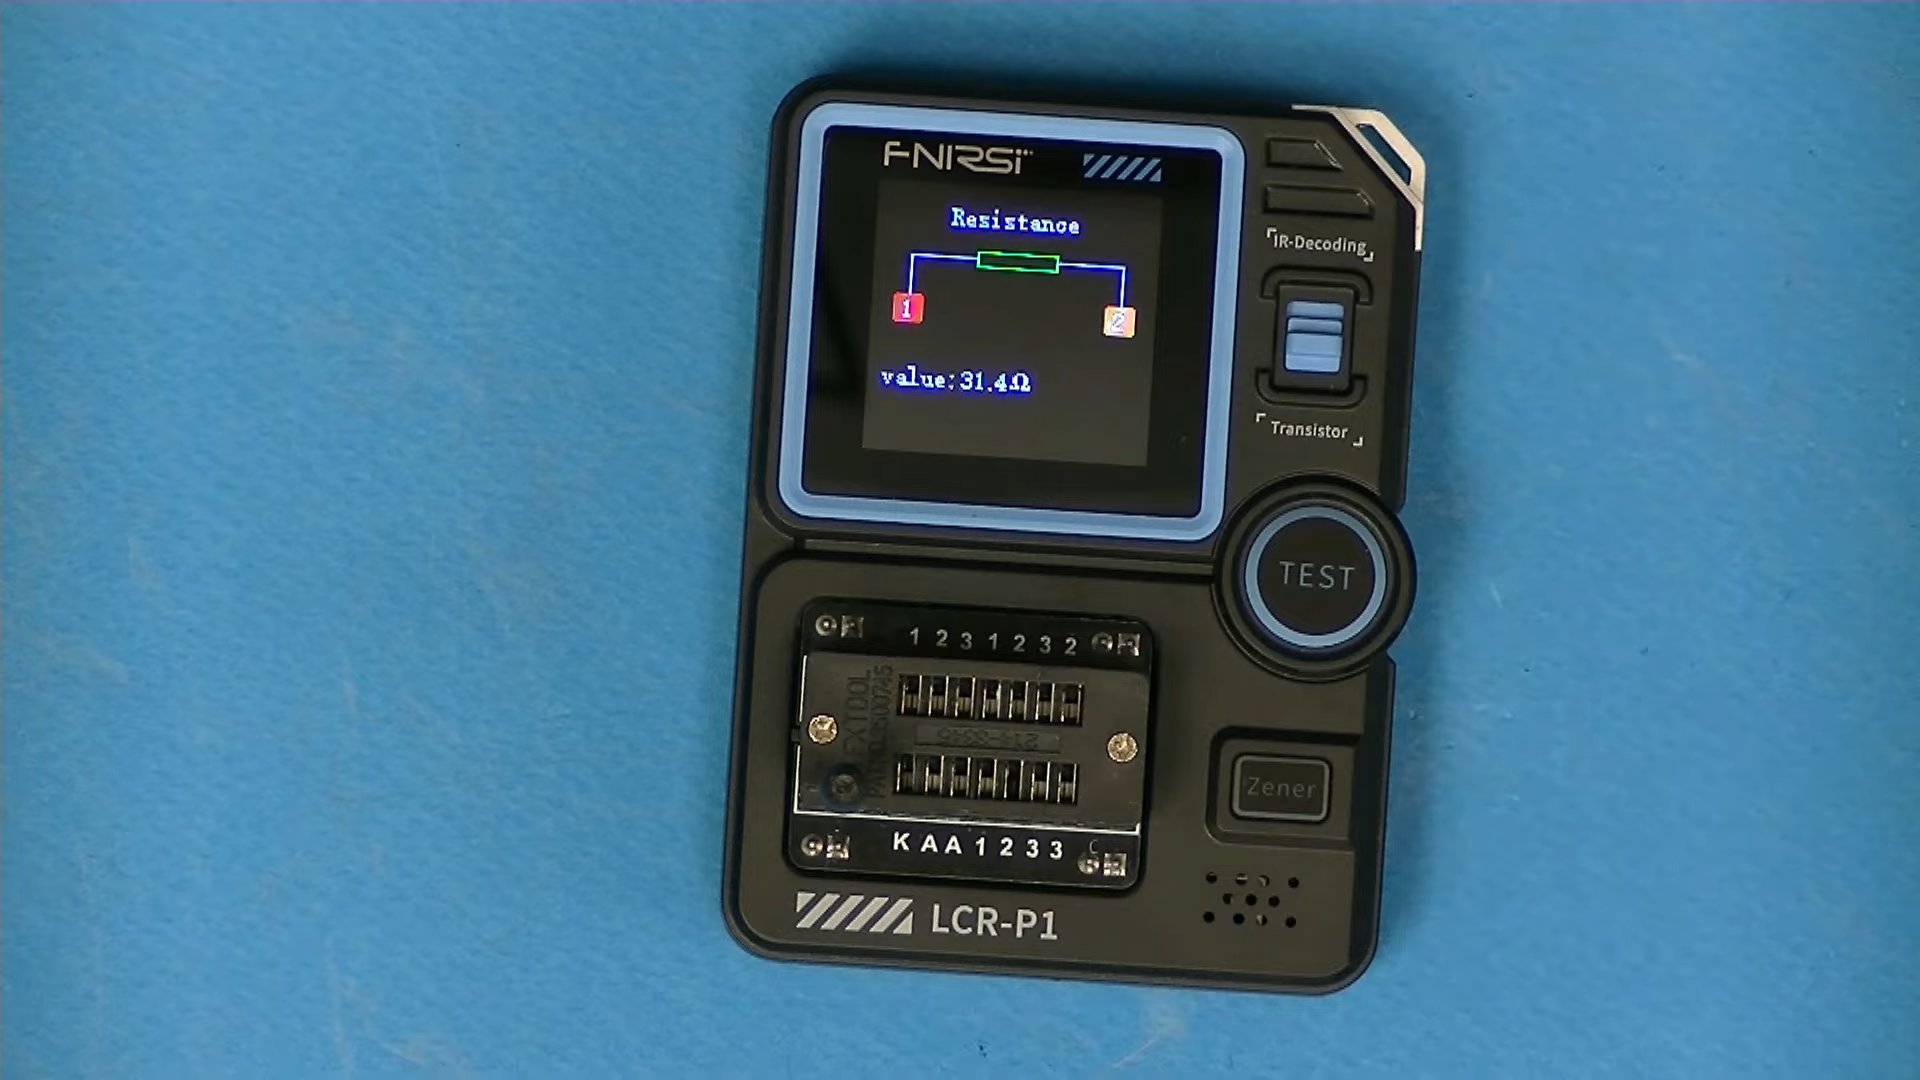 FNIRSI
Resistance
1
2
value:31.4Ω
IR-Decoding
Transistor
TEST
1 2 3 1 2 3 2
FXTOOL
K A A 1 2 3 3
Zener
LCR-P1